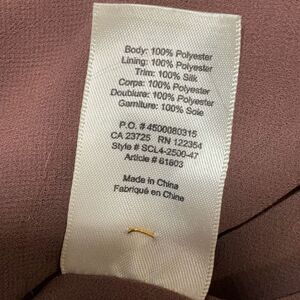 Body: 100% Polyester
Lining: 100% Polyester
Trim: 100% Silk
Corps: 100% Polyester
Doublure: 100% Polyester
Garniture: 100% Soie
P.O. # 4500080315
CA 23725 RN 122354
Style # SCL4-2500-47
Article # 61603
Made in China
Fabriqué en Chine